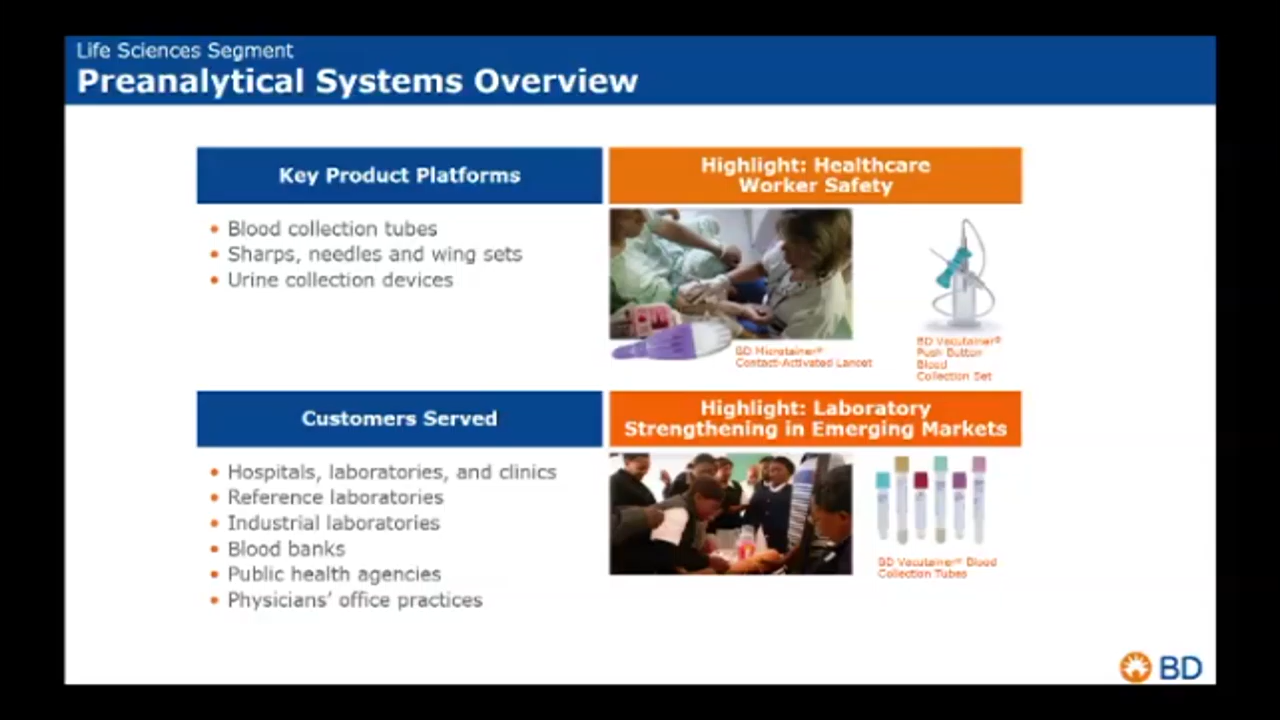 Life Sciences Segment
Preanalytical Systems Overview
Key Product Platforms
• Blood collection tubes
• Sharps, needles and wing sets
• Urine collection devices
Highlight: Healthcare
Worker Safety
BD Microtainer®
Contact-Activated Lancet
BD Vacutainer®
Push Button
Blood
Collection Set
Customers Served
• Hospitals, laboratories, and clinics
• Reference laboratories
• Industrial laboratories
• Blood banks
• Public health agencies
• Physicians’ office practices
Highlight: Laboratory
Strengthening in Emerging Markets
BD Vacutainer® Blood
Collection Tubes
BD